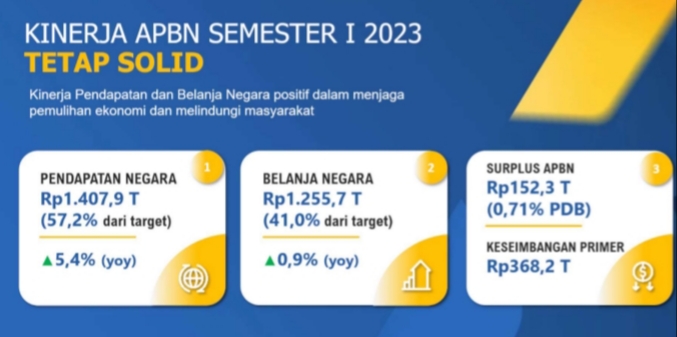 KINERJA APBN SEMESTER I 2023
TETAP SOLID
Kinerja Pendapatan dan Belanja Negara positif dalam menjaga
pemulihan ekonomi dan melindungi masyarakat
1
PENDAPATAN NEGARA
Rp1.407,9 T
(57,2% dari target)
▲5,4% (yoy)
2
BELANJA NEGARA
Rp1.255,7 T
(41,0% dari target)
▲0,9% (yoy)
3
SURPLUS APBN
Rp152,3 T
(0,71% PDB)
KESEIMBANGAN PRIMER
Rp368,2 T